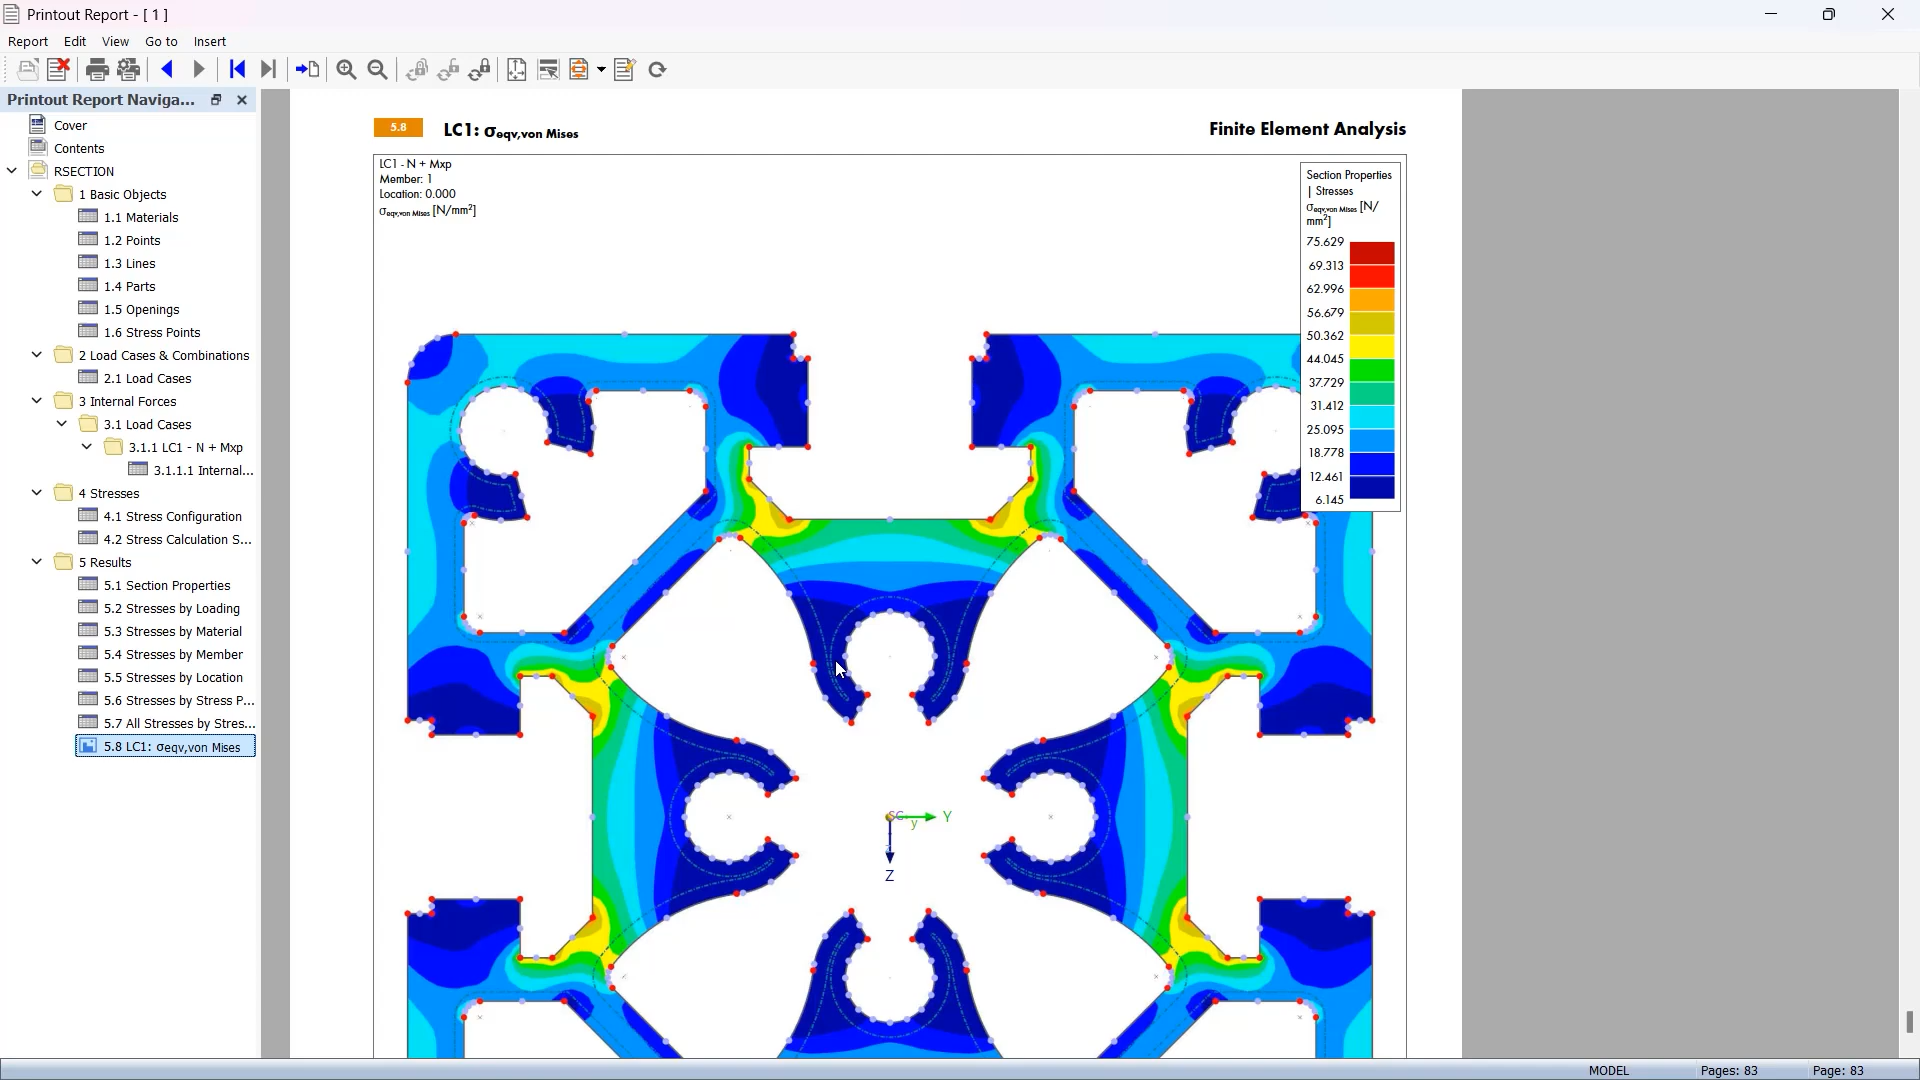 Printout Report - [ 1 ]
Report Edit View Go to Insert
Printout Report Naviga...
Cover
Contents
RSECTION
1 Basic Objects
1.1 Materials
1.2 Points
1.3 Lines
1.4 Parts
1.5 Openings
1.6 Stress Points
2 Load Cases & Combinations
2.1 Load Cases
3 Internal Forces
3.1 Load Cases
3.1.1 LC1 - N + Mxp
3.1.1.1 Internal...
4 Stresses
4.1 Stress Configuration
4.2 Stress Calculation S...
5 Results
5.1 Section Properties
5.2 Stresses by Loading
5.3 Stresses by Material
5.4 Stresses by Member
5.5 Stresses by Location
5.6 Stresses by Stress P...
5.7 All Stresses by Stres...
5.8 LC1: σeqv,von Mises
5.8 LC1: σeqv,von Mises Finite Element Analysis
LC1 - N + Mxp
Member: 1
Location: 0.000
σeqv,von Mises [N/mm²]
Section Properties
| Stresses
σeqv,von Mises [N/
mm²]
75.629
69.313
62.996
56.679
50.362
44.045
37.729
31.412
25.095
18.778
12.461
6.145
SC Y
y
Z
MODEL Pages: 83 Page: 83